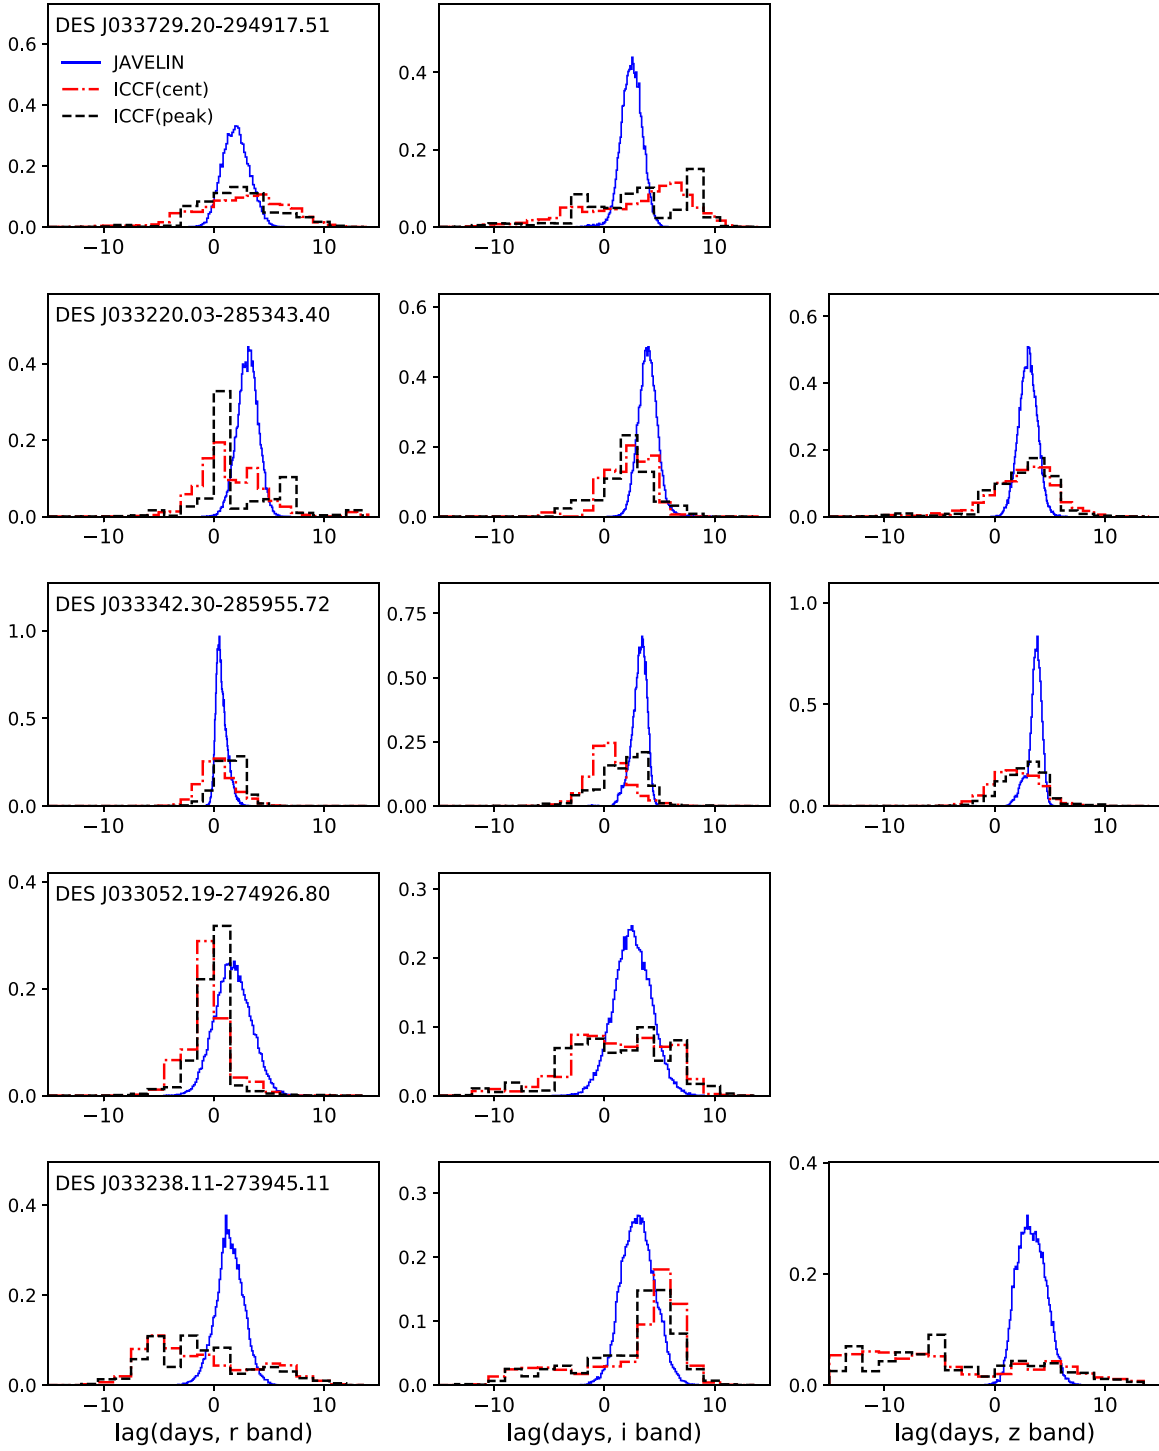 DES J033729.20-294917.51
JAVELIN
ICCF(cent)
ICCF(peak)
0.6
0.4
0.2
0.0
−10 0 10
0.4
0.2
0.0
−10 0 10
DES J033220.03-285343.40
0.4
0.2
0.0
−10 0 10
0.6
0.4
0.2
0.0
−10 0 10
0.6
0.4
0.2
0.0
−10 0 10
DES J033342.30-285955.72
1.0
0.5
0.0
−10 0 10
0.75
0.50
0.25
0.00
−10 0 10
1.0
0.5
0.0
−10 0 10
DES J033052.19-274926.80
0.4
0.2
0.0
−10 0 10
0.3
0.2
0.1
0.0
−10 0 10
DES J033238.11-273945.11
0.4
0.2
0.0
−10 0 10
lag(days, r band)
0.3
0.2
0.1
0.0
−10 0 10
lag(days, i band)
0.4
0.2
0.0
−10 0 10
lag(days, z band)